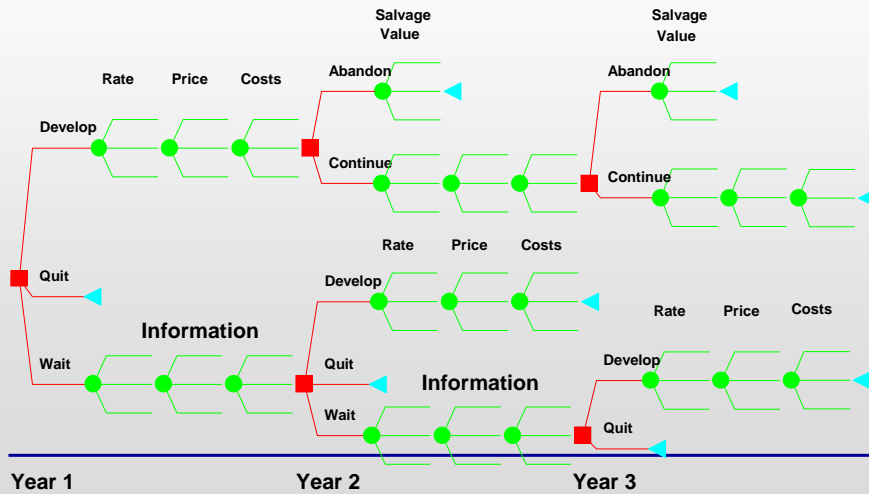 Salvage
Value
Salvage
Value
Rate Price Costs
Abandon
Abandon
Develop
Continue
Continue
Rate Price Costs
Quit
Develop
Information
Rate Price Costs
Wait
Quit
Information
Develop
Wait
Quit
Year 1
Year 2
Year 3